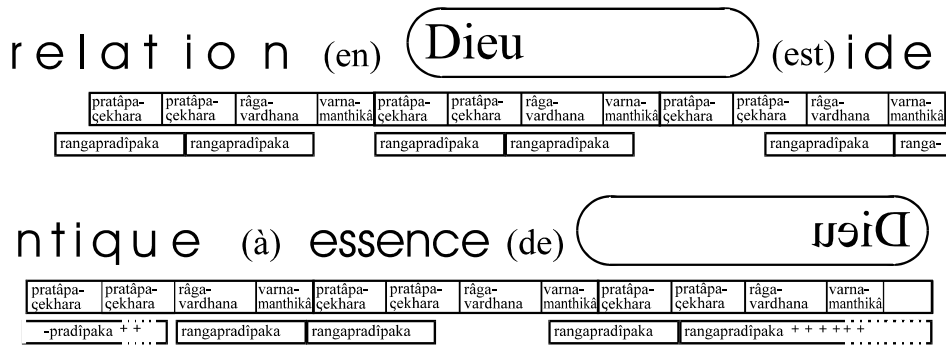 relation (en) Dieu (est) ide
pratâpa- pratâpa- râga- varna- pratâpa- pratâpa- râga- varna- pratâpa- pratâpa- râga- varna-
çekhara çekhara vardhana manthikâ çekhara çekhara vardhana manthikâ çekhara çekhara vardhana manthikâ
rangapradîpaka rangapradîpaka rangapradîpaka rangapradîpaka rangapradîpaka ranga-
ntique (à) essence (de) Dieu
pratâpa- pratâpa- râga- varna- pratâpa- pratâpa- râga- varna- pratâpa- pratâpa- râga- varna-
çekhara çekhara vardhana manthikâ çekhara çekhara vardhana manthikâ çekhara çekhara vardhana manthikâ
-pradîpaka + + rangapradîpaka rangapradîpaka rangapradîpaka rangapradîpaka + + + + + +